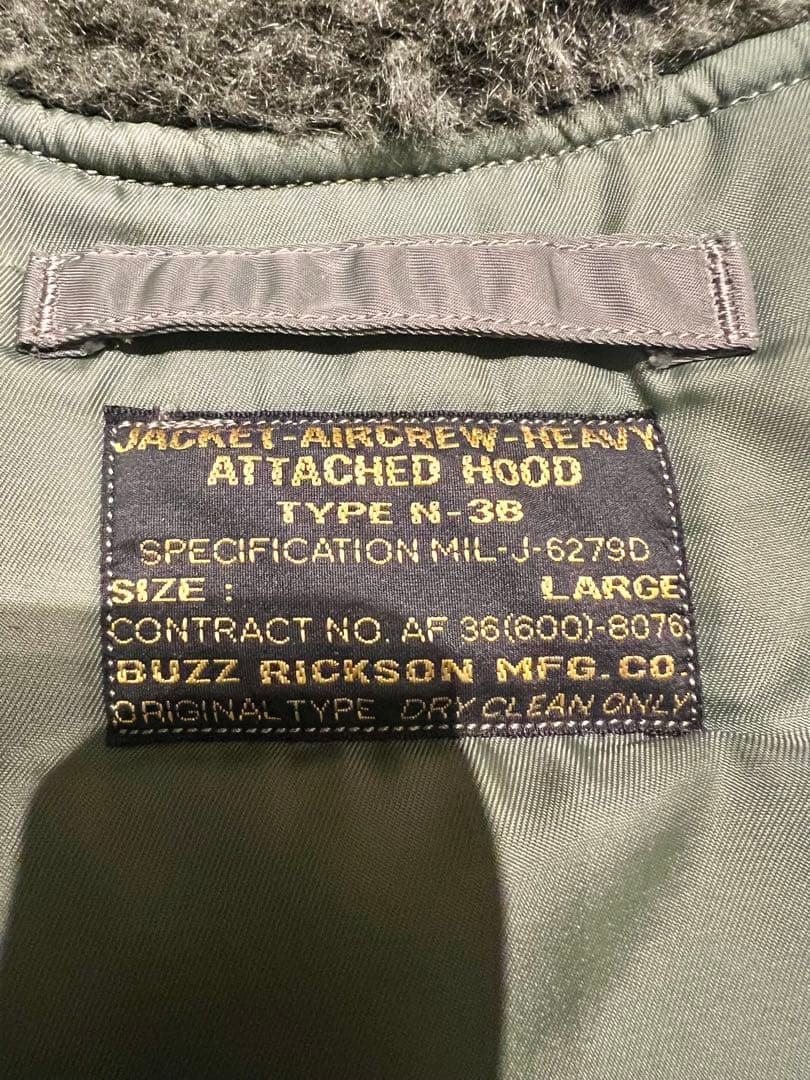 JACKET-AIRCREW-HEAVY
ATTACHED HOOD
TYPE N-3B
SPECIFICATION MIL-J-6279D
SIZE : LARGE
CONTRACT NO. AF 36(600)-8076
BUZZ RICKSON MFG. CO.
ORIGINAL TYPE DRY CLEAN ONLY